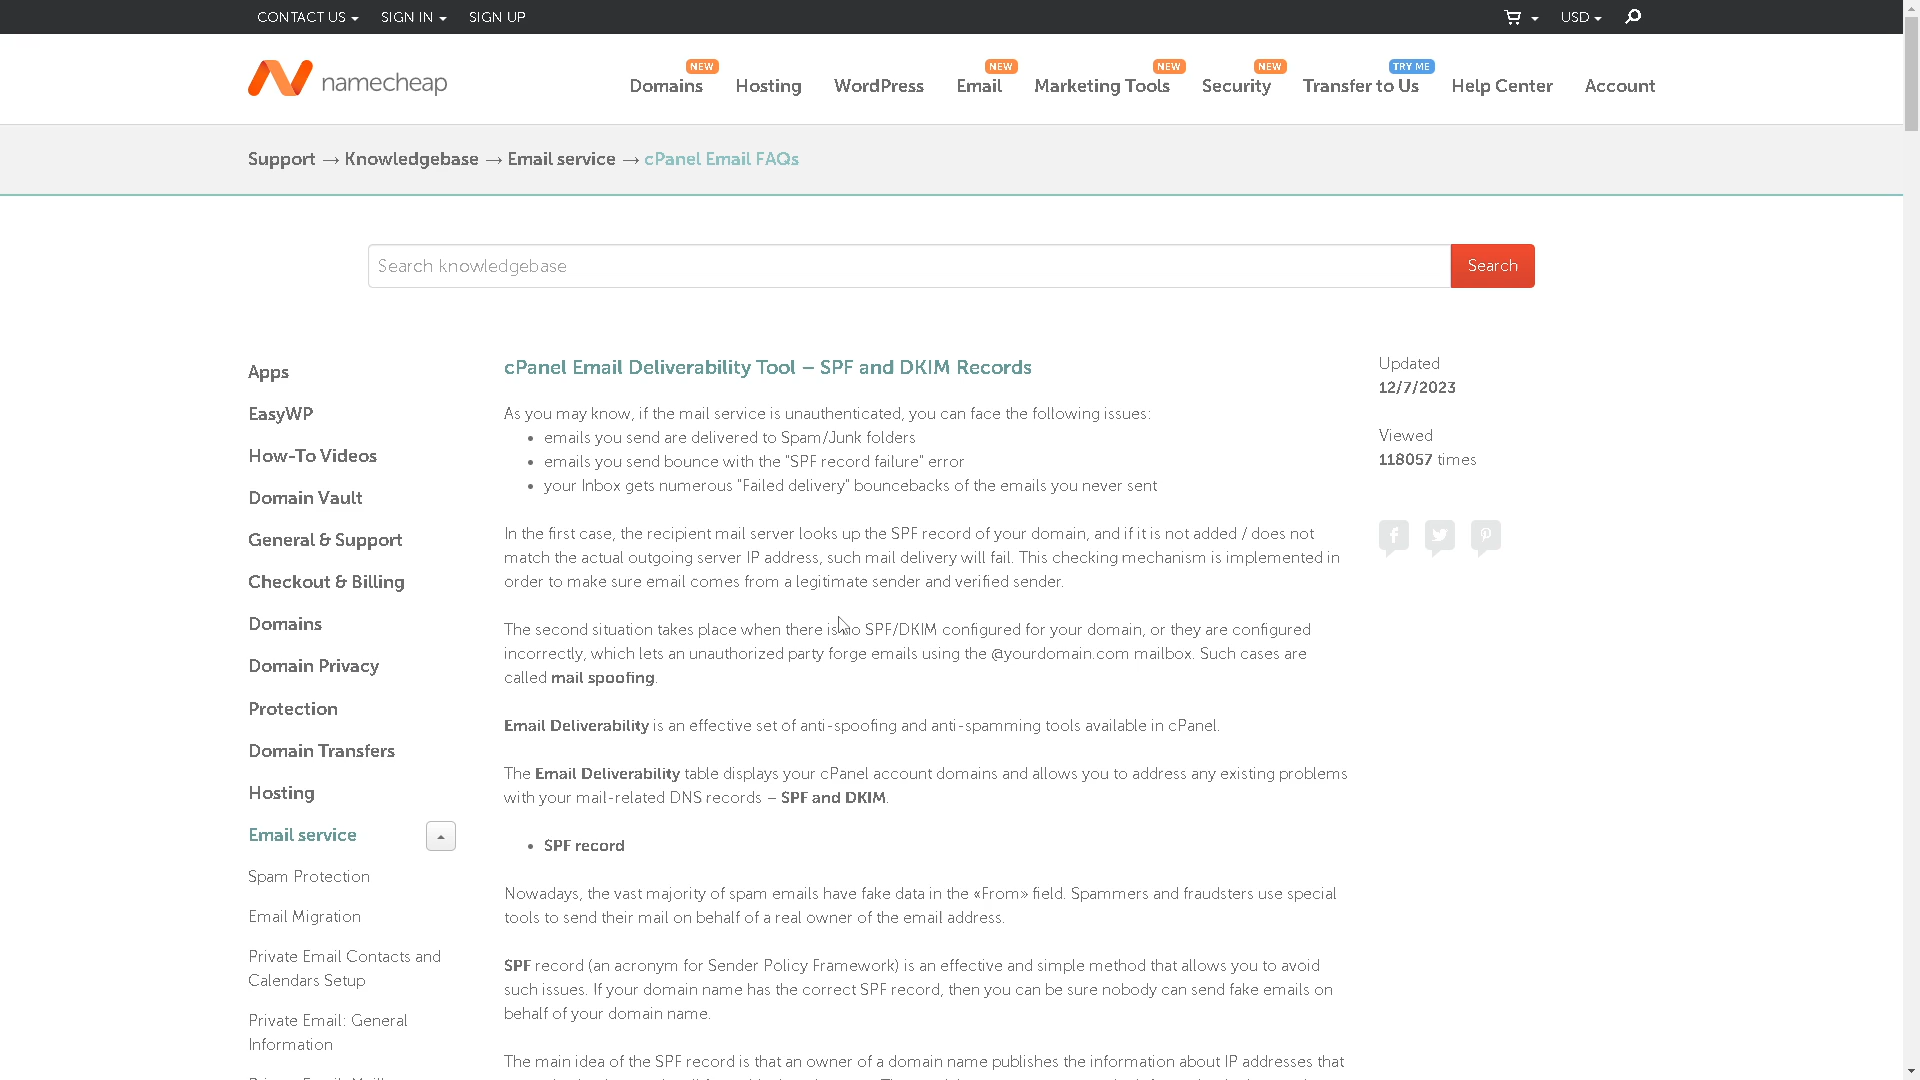 CONTACT US SIGN IN SIGN UP USD
namecheap
Domains NEW Hosting WordPress Email NEW Marketing Tools NEW Security NEW Transfer to Us TRY ME Help Center Account
Support → Knowledgebase → Email service → cPanel Email FAQs
Search knowledgebase Search
Apps
EasyWP
How-To Videos
Domain Vault
General & Support
Checkout & Billing
Domains
Domain Privacy
Protection
Domain Transfers
Hosting
Email service
Spam Protection
Email Migration
Private Email Contacts and
Calendars Setup
Private Email: General
Information
cPanel Email Deliverability Tool – SPF and DKIM Records
As you may know, if the mail service is unauthenticated, you can face the following issues:
• emails you send are delivered to Spam/Junk folders
• emails you send bounce with the "SPF record failure" error
• your Inbox gets numerous "Failed delivery" bouncebacks of the emails you never sent
In the first case, the recipient mail server looks up the SPF record of your domain, and if it is not added / does not
match the actual outgoing server IP address, such mail delivery will fail. This checking mechanism is implemented in
order to make sure email comes from a legitimate sender and verified sender.
The second situation takes place when there is no SPF/DKIM configured for your domain, or they are configured
incorrectly, which lets an unauthorized party forge emails using the @yourdomain.com mailbox. Such cases are
called mail spoofing.
Email Deliverability is an effective set of anti-spoofing and anti-spamming tools available in cPanel.
The Email Deliverability table displays your cPanel account domains and allows you to address any existing problems
with your mail-related DNS records – SPF and DKIM.
• SPF record
Nowadays, the vast majority of spam emails have fake data in the «From» field. Spammers and fraudsters use special
tools to send their mail on behalf of a real owner of the email address.
SPF record (an acronym for Sender Policy Framework) is an effective and simple method that allows you to avoid
such issues. If your domain name has the correct SPF record, then you can be sure nobody can send fake emails on
behalf of your domain name.
The main idea of the SPF record is that an owner of a domain name publishes the information about IP addresses that
Updated
12/7/2023
Viewed
118057 times